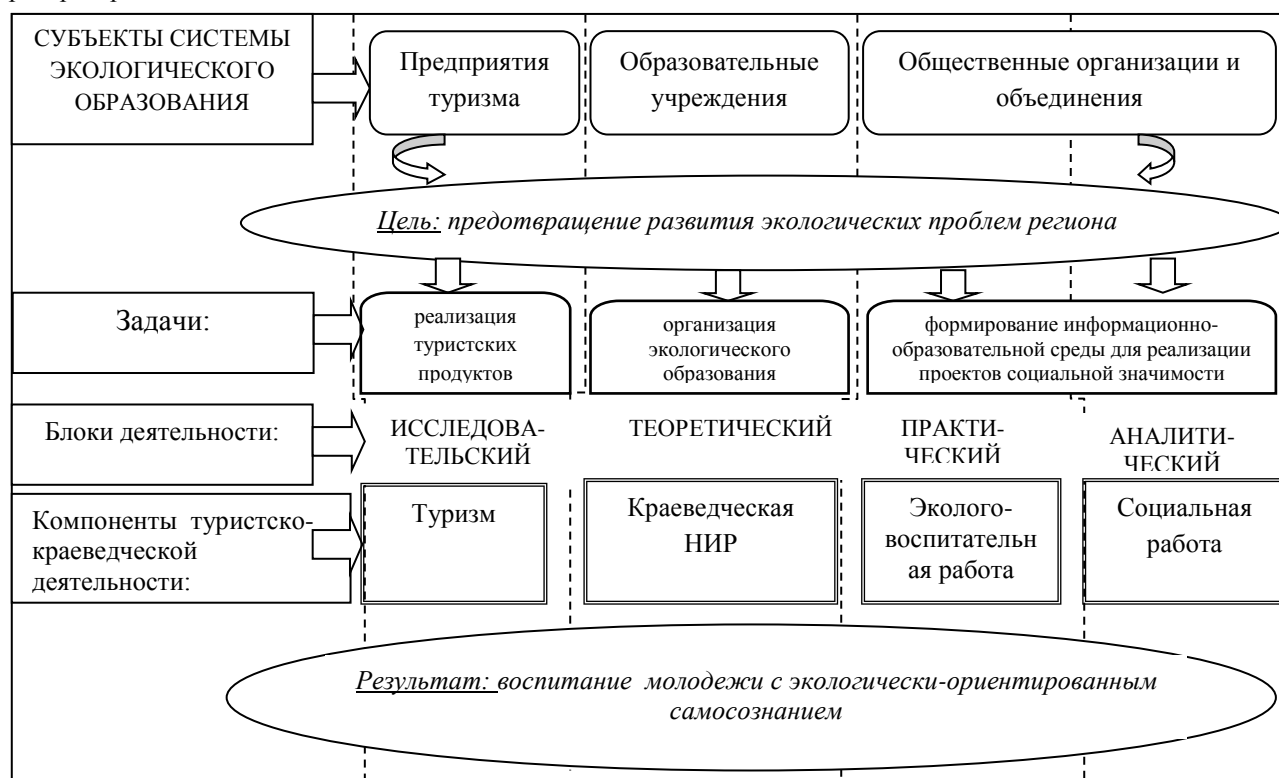 СУБЪЕКТЫ СИСТЕМЫ
ЭКОЛОГИЧЕСКОГО
ОБРАЗОВАНИЯ
Предприятия
туризма
Образовательные
учреждения
Общественные организации и
объединения
Цель: предотвращение развития экологических проблем региона
Задачи:
реализация
туристских
продуктов
организация
экологического
образования
формирование информационно-
образовательной среды для реализации
проектов социальной значимости
Блоки деятельности:
ИССЛЕДОВА-
ТЕЛЬСКИЙ
ТЕОРЕТИЧЕСКИЙ
ПРАКТИ-
ЧЕСКИЙ
АНАЛИТИ-
ЧЕСКИЙ
Компоненты туристско-
краеведческой
деятельности:
Туризм
Краеведческая
НИР
Эколого-
воспитательн
ая работа
Социальная
работа
Результат: воспитание молодежи с экологически-ориентированным
самосознанием